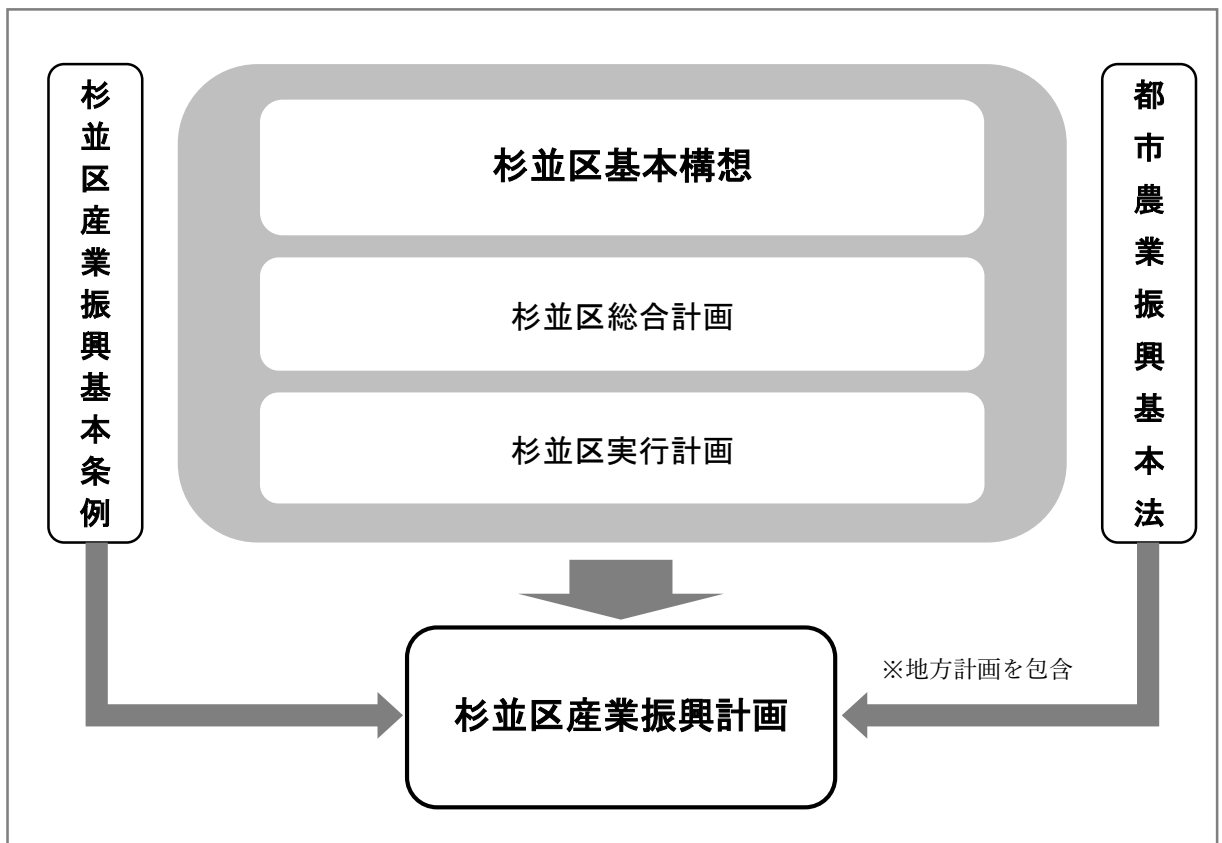 杉並区産業振興基本条例
杉並区基本構想
杉並区総合計画
杉並区実行計画
都市農業振興基本法
※地方計画を包含
杉並区産業振興計画